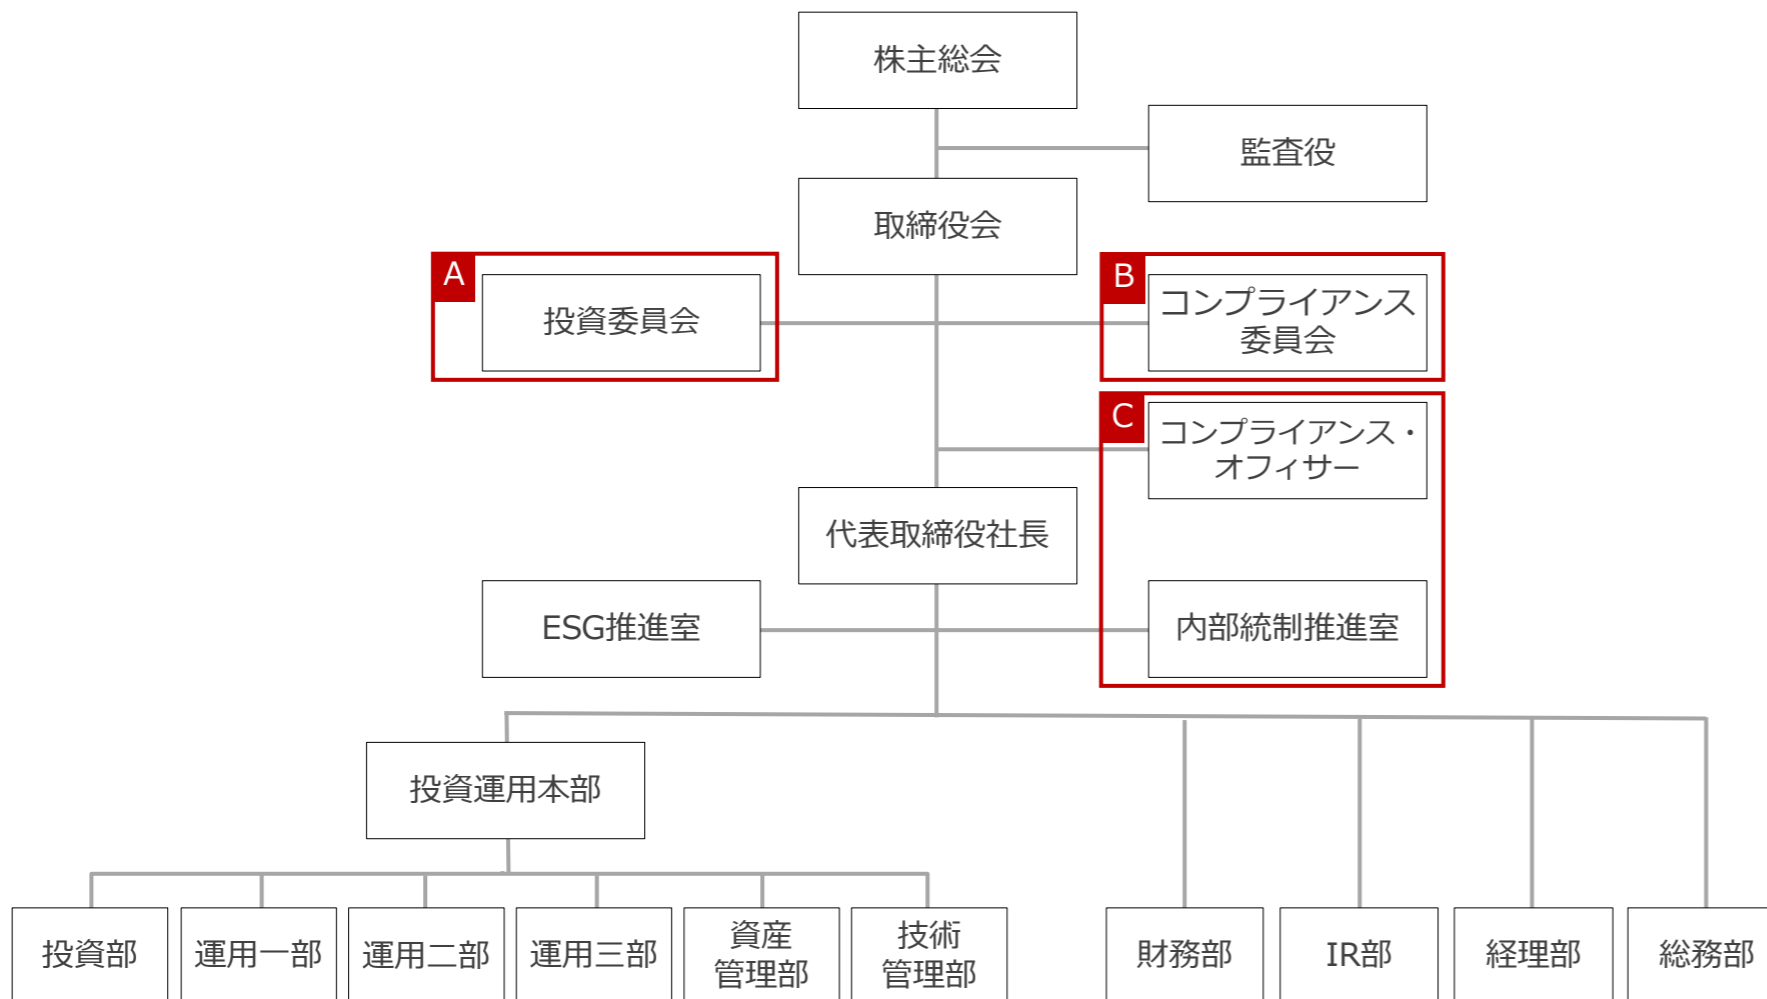 株主総会
監査役
取締役会
A
投資委員会
B
コンプライアンス
委員会
C
コンプライアンス・
オフィサー
代表取締役社長
ESG推進室
内部統制推進室
投資運用本部
投資部
運用一部
運用二部
運用三部
資産
管理部
技術
管理部
財務部
IR部
経理部
総務部